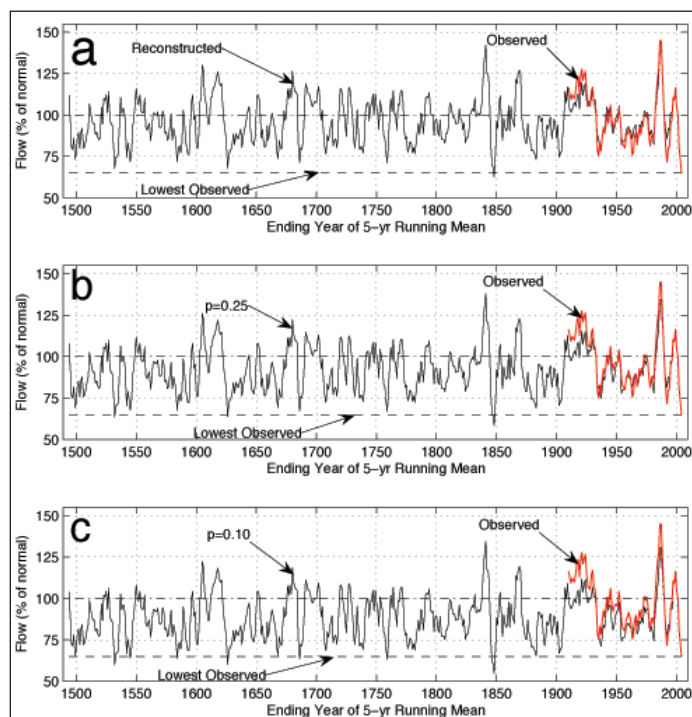 a
Reconstructed
Observed
Lowest Observed
Flow (% of normal)
125
100
75
50
1500 1550 1600 1650 1700 1750 1800 1850 1900 1950 2000
Ending Year of 5-yr Running Mean
b
p=0.25
Observed
Lowest Observed
Flow (% of normal)
150
125
100
75
50
1500 1550 1600 1650 1700 1750 1800 1850 1900 1950 2000
Ending Year of 5-yr Running Mean
c
p=0.10
Observed
Lowest Observed
Flow (% of normal)
150
125
100
75
50
1500 1550 1600 1650 1700 1750 1800 1850 1900 1950 2000
Ending Year of 5-yr Running Mean